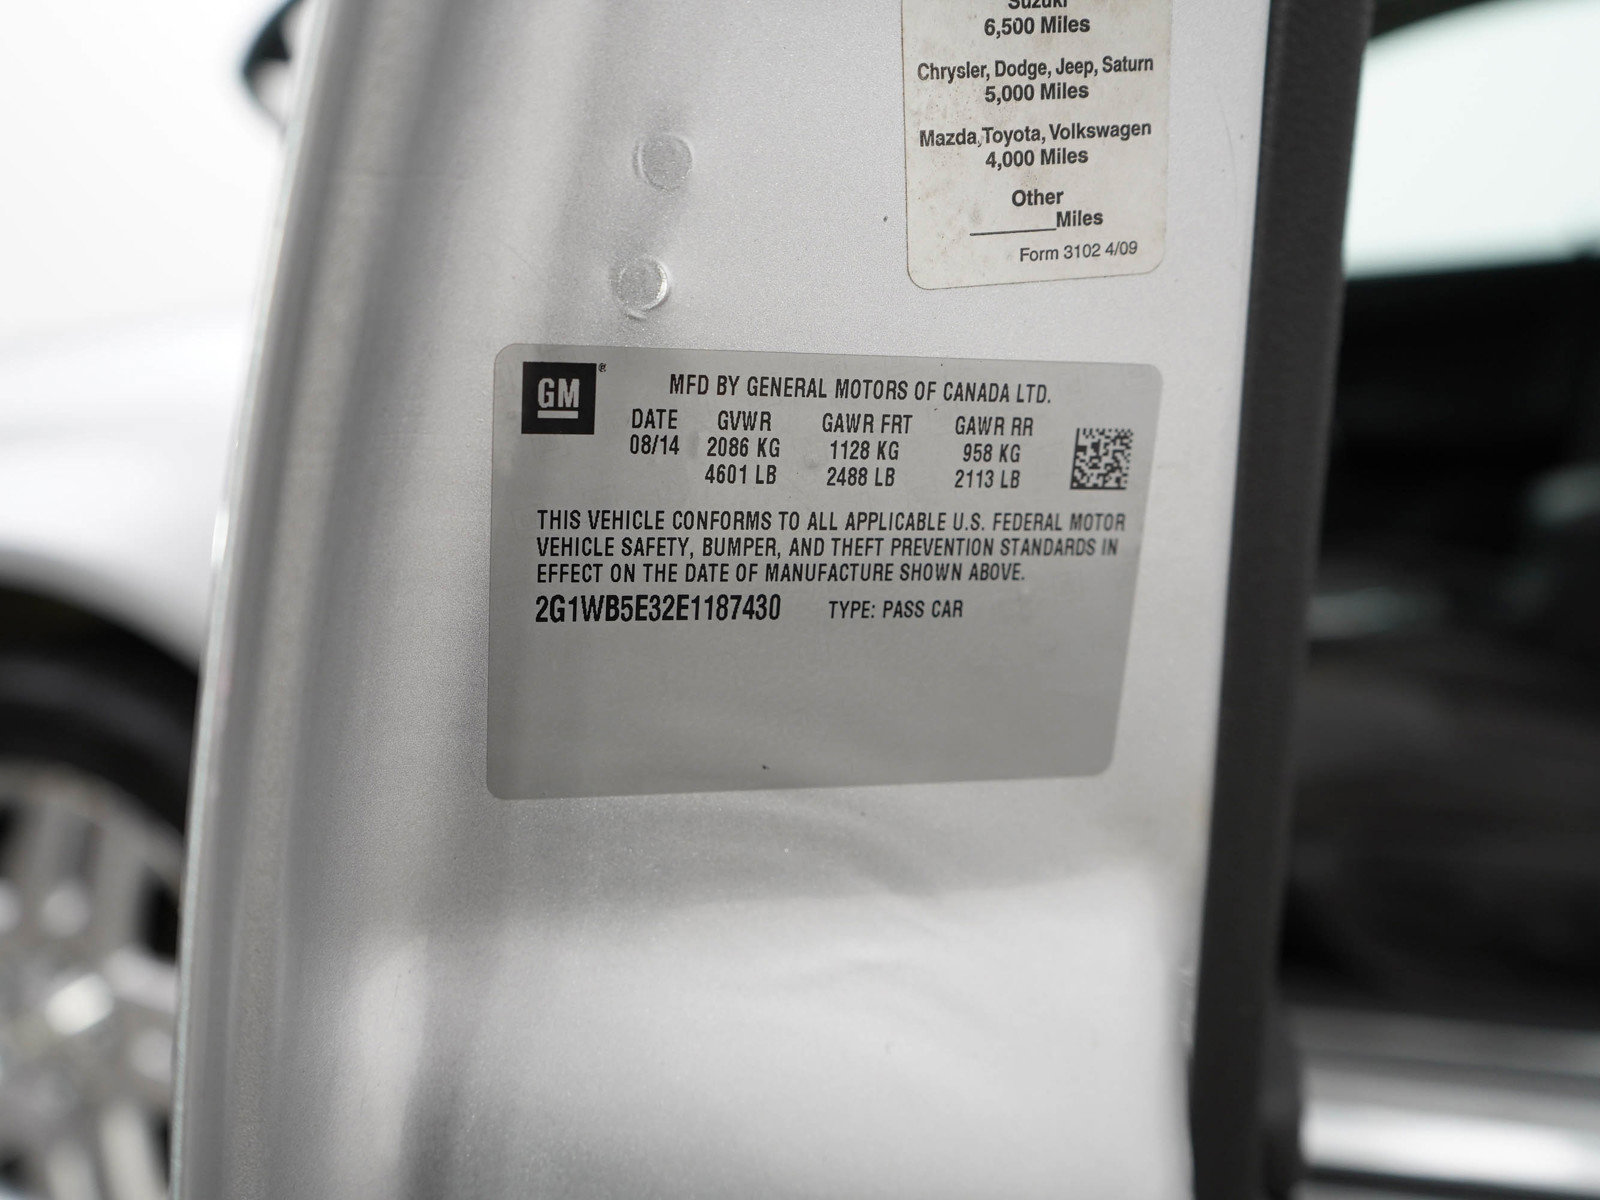 Suzuki
6,500 Miles
Chrysler, Dodge, Jeep, Saturn
5,000 Miles
Mazda, Toyota, Volkswagen
4,000 Miles
Other
______Miles
Form 3102 4/09
GM®
MFD BY GENERAL MOTORS OF CANADA LTD.
DATE GVWR GAWR FRT GAWR RR
08/14 2086 KG 1128 KG 958 KG
4601 LB 2488 LB 2113 LB
THIS VEHICLE CONFORMS TO ALL APPLICABLE U.S. FEDERAL MOTOR
VEHICLE SAFETY, BUMPER, AND THEFT PREVENTION STANDARDS IN
EFFECT ON THE DATE OF MANUFACTURE SHOWN ABOVE.
2G1WB5E32E1187430 TYPE: PASS CAR